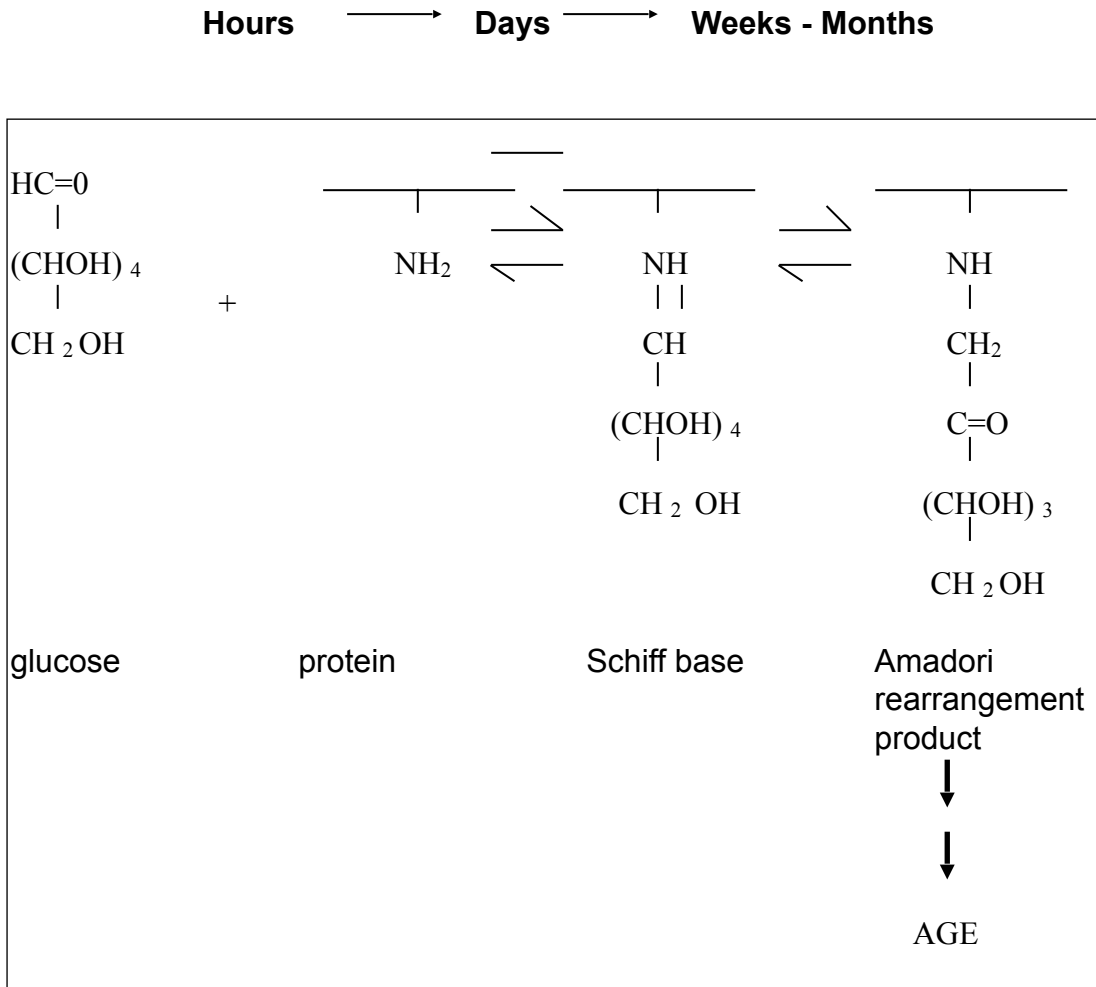 Hours Days Weeks - Months
HC=0
(CHOH) 4 NH2 NH NH
+
CH 2 OH CH CH2
(CHOH) 4 C=O
CH 2 OH (CHOH) 3
CH 2 OH
glucose protein Schiff base Amadori
rearrangement
product
AGE